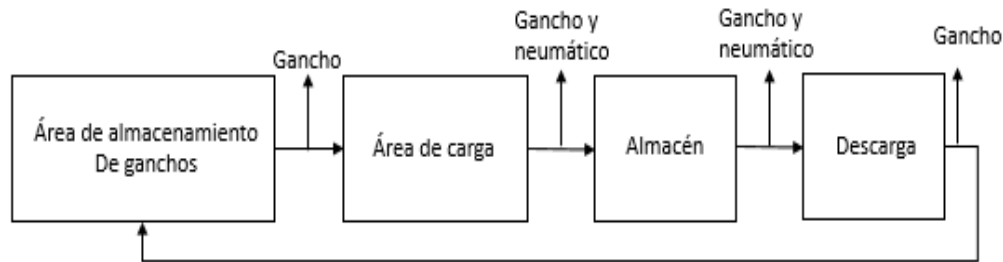 Gancho
Gancho y
neumático
Gancho y
neumático
Gancho
Área de almacenamiento
De ganchos
Área de carga
Almacén
Descarga